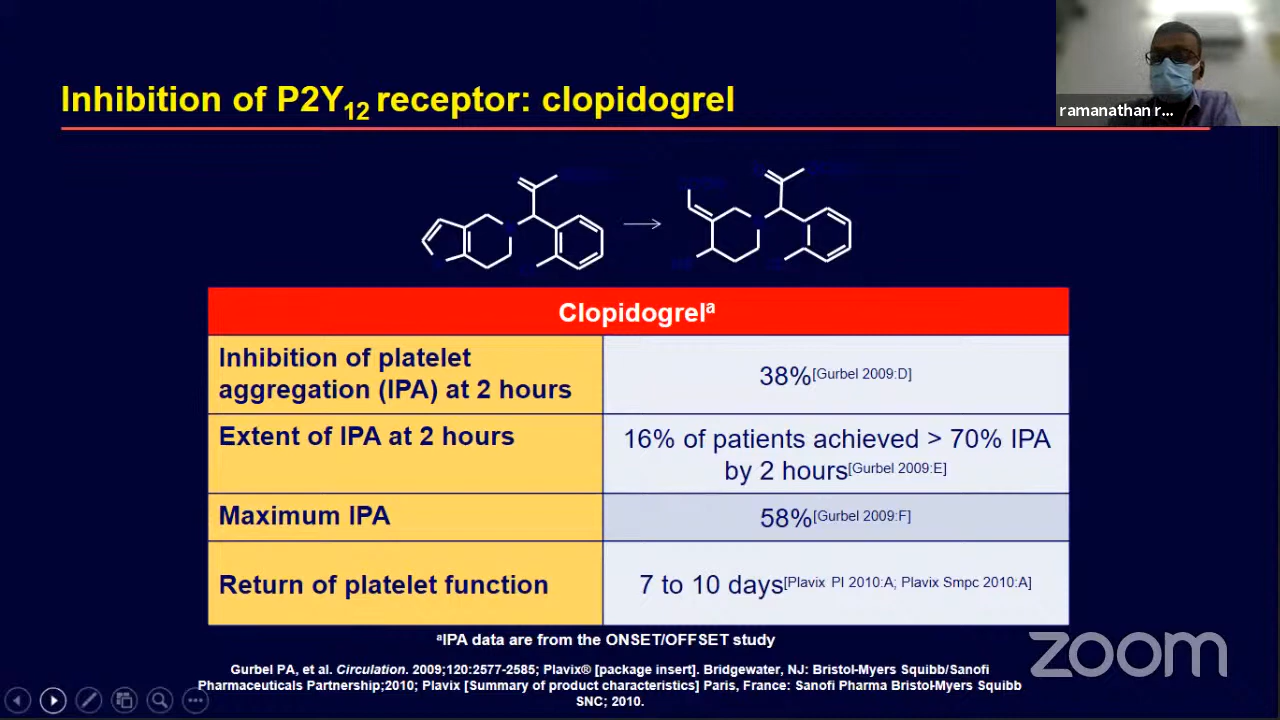 Inhibition of P2Y12 receptor: clopidogrel
ramanathan r...
Clopidogrelª
Inhibition of platelet
aggregation (IPA) at 2 hours
38%[Gurbel 2009:D]
Extent of IPA at 2 hours
16% of patients achieved > 70% IPA
by 2 hours[Gurbel 2009:E]
Maximum IPA
58%[Gurbel 2009:F]
Return of platelet function
7 to 10 days[Plavix PI 2010:A; Plavix Smpc 2010:A]
ªIPA data are from the ONSET/OFFSET study
Gurbel PA, et al. Circulation. 2009;120:2577-2585; Plavix® [package insert]. Bridgewater, NJ: Bristol-Myers Squibb/Sanofi
Pharmaceuticals Partnership;2010; Plavix [Summary of product characteristics] Paris, France: Sanofi Pharma Bristol-Myers Squibb
SNC; 2010.
zoom